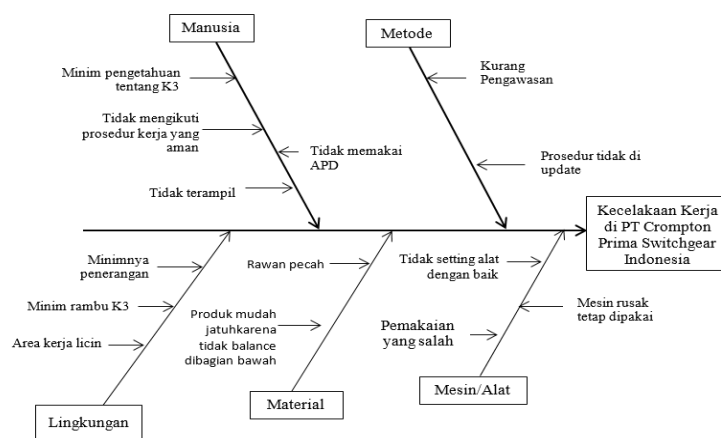 Manusia
Metode
Minim pengetahuan
tentang K3
Kurang
Pengawasan
Tidak mengikuti
prosedur kerja yang
aman
Tidak memakai
APD
Prosedur tidak di
update
Tidak terampil
Kecelakaan Kerja
di PT Crompton
Prima Switchgear
Indonesia
Minimnya
penerangan
Rawan pecah
Tidak setting alat
dengan baik
Minim rambu K3
Mesin rusak
tetap dipakai
Produk mudah
jatuhkarena
tidak balance
dibagian bawah
Pemakaian
yang salah
Area kerja licin
Lingkungan
Material
Mesin/Alat